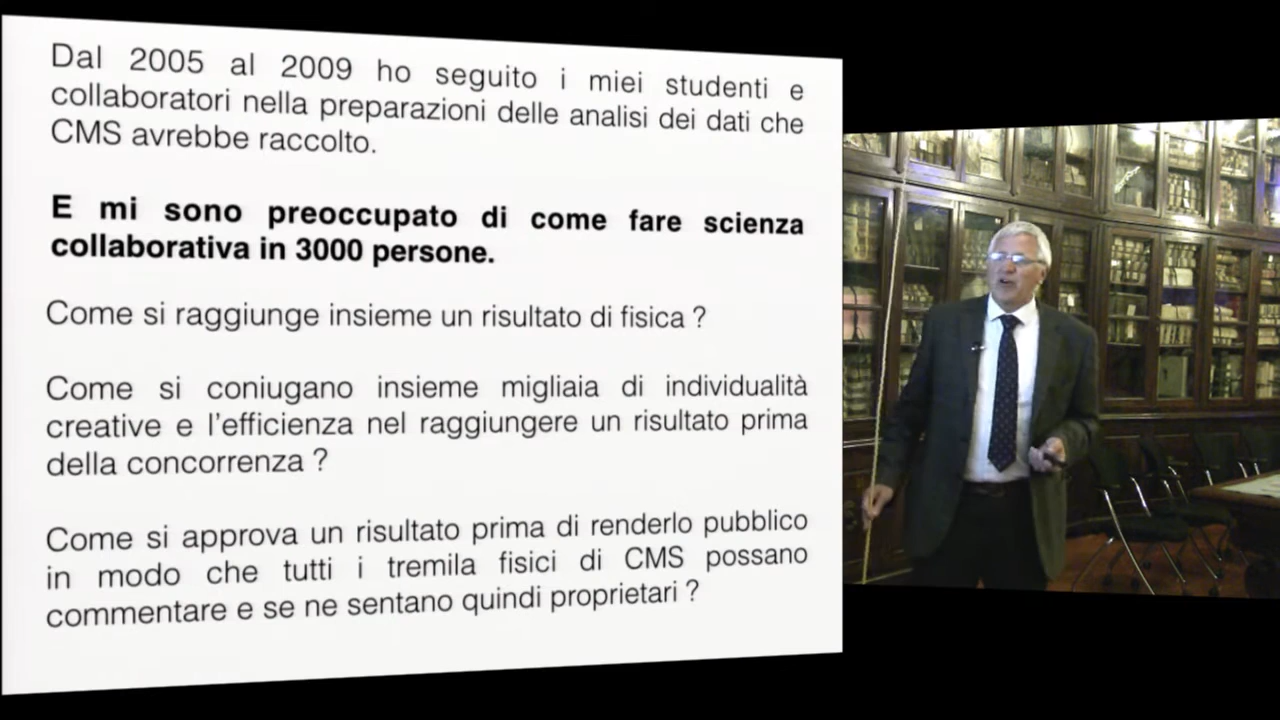 Dal 2005 al 2009 ho seguito i miei studenti e
collaboratori nella preparazioni delle analisi dei dati che
CMS avrebbe raccolto.
E mi sono preoccupato di come fare scienza
collaborativa in 3000 persone.
Come si raggiunge insieme un risultato di fisica ?
Come si coniugano insieme migliaia di individualità
creative e l'efficienza nel raggiungere un risultato prima
della concorrenza ?
Come si approva un risultato prima di renderlo pubblico
in modo che tutti i tremila fisici di CMS possano
commentare e se ne sentano quindi proprietari ?